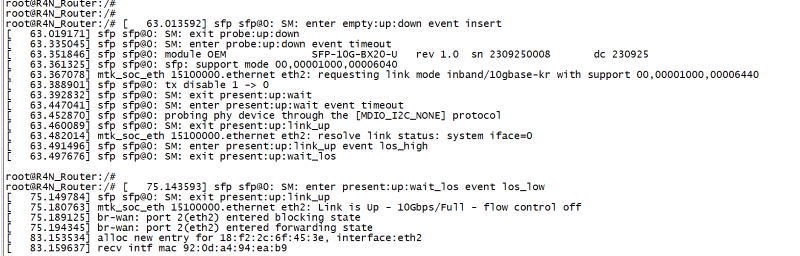 root@R4N_Router:/#
root@R4N_Router:/#
root@R4N_Router:/# [   63.013592] sfp sfp@0: SM: enter empty:up:down event insert
[   63.019171] sfp sfp@0: SM: exit probe:up:down
[   63.335045] sfp sfp@0: SM: enter probe:up:down event timeout
[   63.351846] sfp sfp@0: module OEM              SFP-10G-BX20-U   rev 1.0  sn 2309250008       dc 230925
[   63.361325] sfp sfp@0: sfp: support mode 00,00001000,00006040
[   63.367078] mtk_soc_eth 15100000.ethernet eth2: requesting link mode inband/10gbase-kr with support 00,00001000,00006440
[   63.388901] sfp sfp@0: tx disable 1 -> 0
[   63.392832] sfp sfp@0: SM: exit present:up:wait
[   63.447041] sfp sfp@0: SM: enter present:up:wait event timeout
[   63.452870] sfp sfp@0: probing phy device through the [MDIO_I2C_NONE] protocol
[   63.460089] sfp sfp@0: SM: exit present:up:link_up
[   63.482014] mtk_soc_eth 15100000.ethernet eth2: resolve link status: system iface=0
[   63.491496] sfp sfp@0: SM: enter present:up:link_up event los_high
[   63.497676] sfp sfp@0: SM: exit present:up:wait_los
root@R4N_Router:/#
root@R4N_Router:/# [   75.143593] sfp sfp@0: SM: enter present:up:wait_los event los_low
[   75.149784] sfp sfp@0: SM: exit present:up:link_up
[   75.180763] mtk_soc_eth 15100000.ethernet eth2: Link is Up - 10Gbps/Full - flow control off
[   75.189125] br-wan: port 2(eth2) entered blocking state
[   75.194345] br-wan: port 2(eth2) entered forwarding state
[   83.153534] alloc new entry for 18:f2:2c:6f:45:3e, interface:eth2
[   83.159637] recv intf mac 92:0d:a4:94:ea:b9